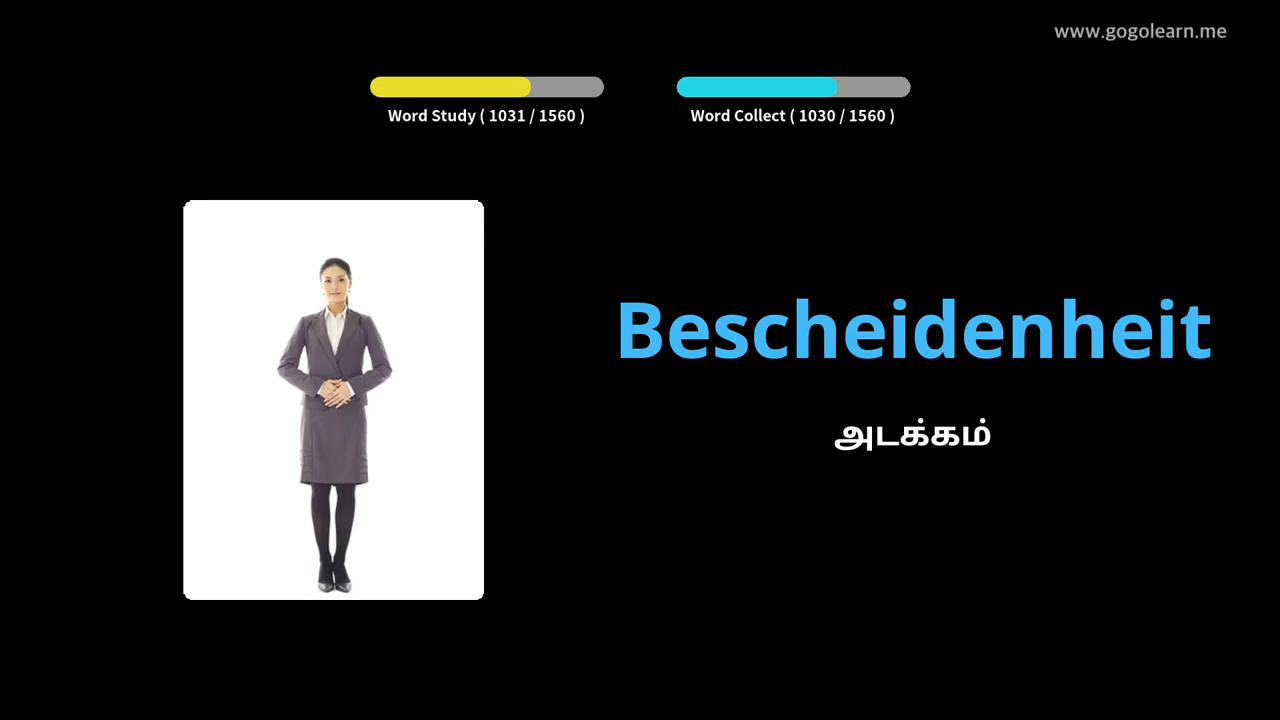 www.gogolearn.me
Word Study ( 1031 / 1560 )
Word Collect ( 1030 / 1560 )
Bescheidenheit
அடக்கம்